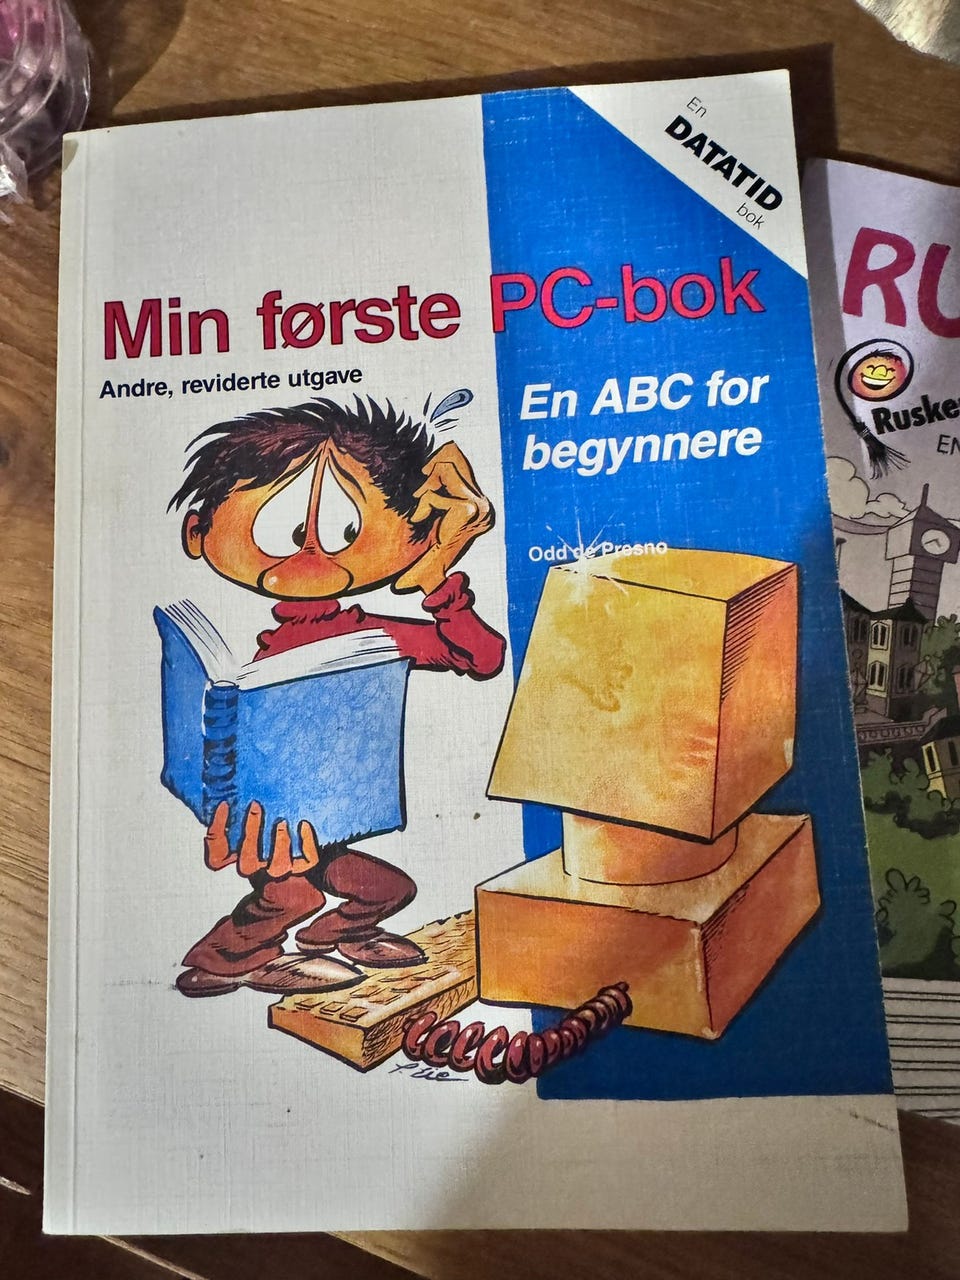 En
DATATID
bok
Min første PC-bok
Andre, reviderte utgave
En ABC for
begynnere
Odd de Presno
RU
Ruske
EN